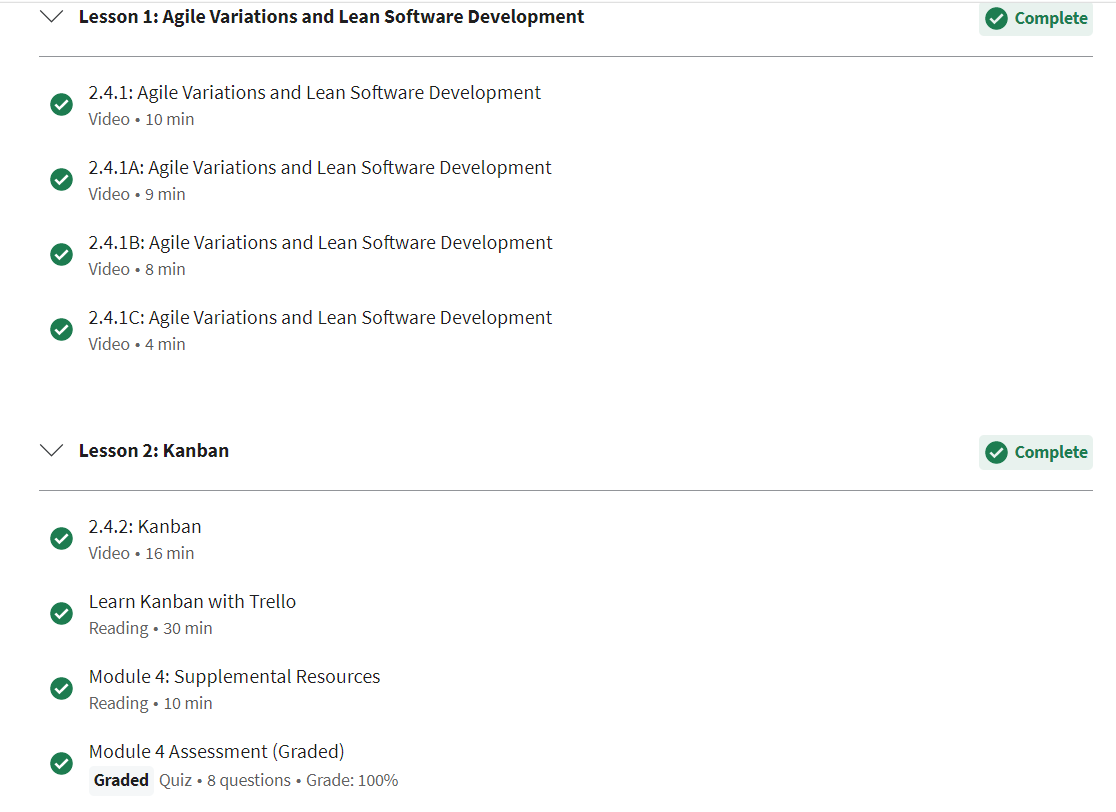 Lesson 1: Agile Variations and Lean Software Development
Complete
2.4.1: Agile Variations and Lean Software Development
Video • 10 min
2.4.1A: Agile Variations and Lean Software Development
Video • 9 min
2.4.1B: Agile Variations and Lean Software Development
Video • 8 min
2.4.1C: Agile Variations and Lean Software Development
Video • 4 min
Lesson 2: Kanban
Complete
2.4.2: Kanban
Video • 16 min
Learn Kanban with Trello
Reading • 30 min
Module 4: Supplemental Resources
Reading • 10 min
Module 4 Assessment (Graded)
Graded Quiz • 8 questions • Grade: 100%